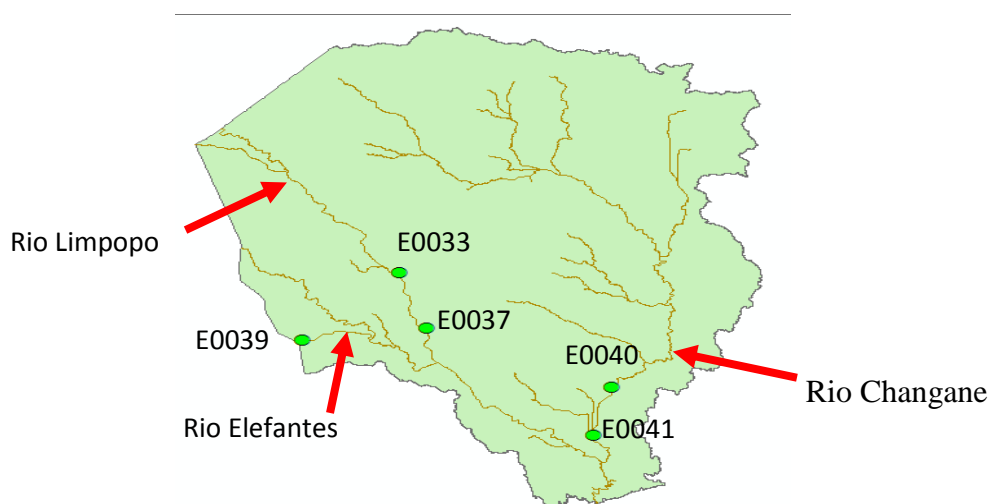 Rio Limpopo
E0033
E0037
E0039
E0040
Rio Changane
Rio Elefantes
E0041